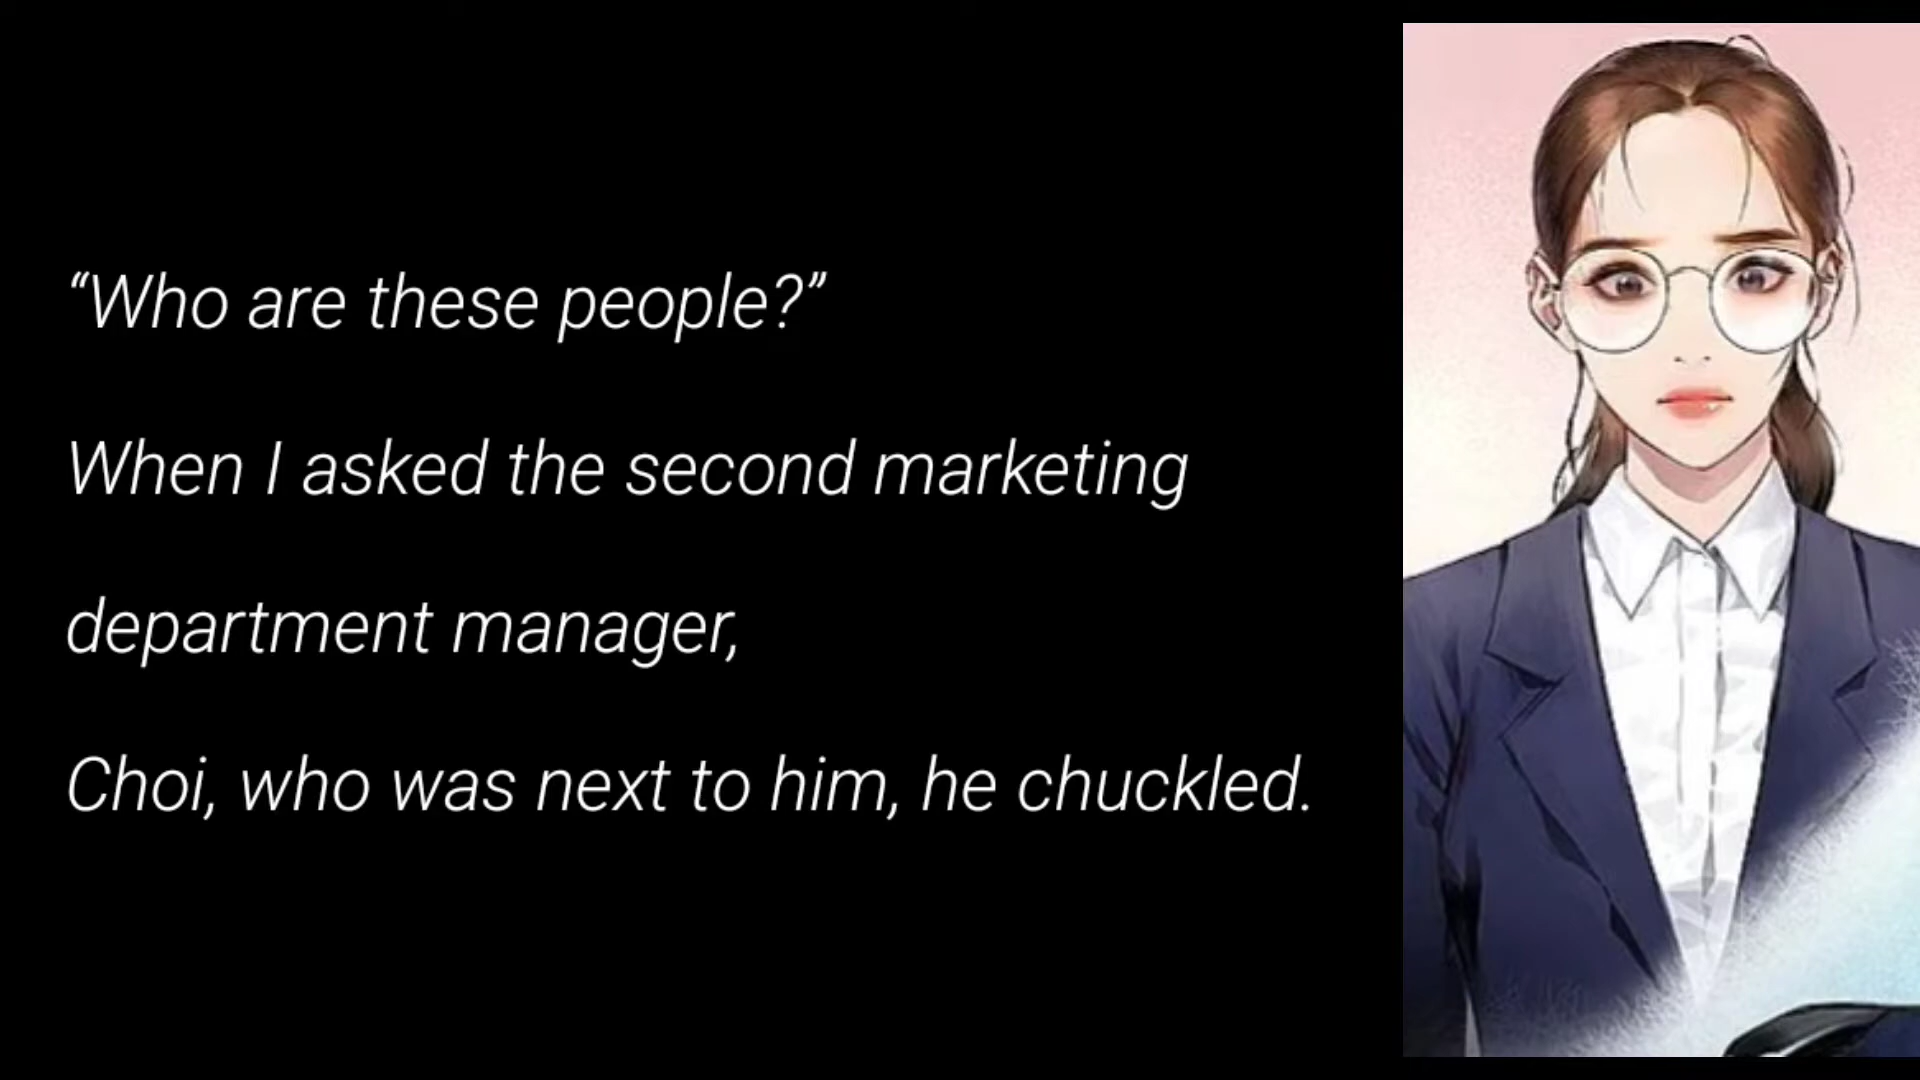 “Who are these people?”
When I asked the second marketing
department manager,
Choi, who was next to him, he chuckled.